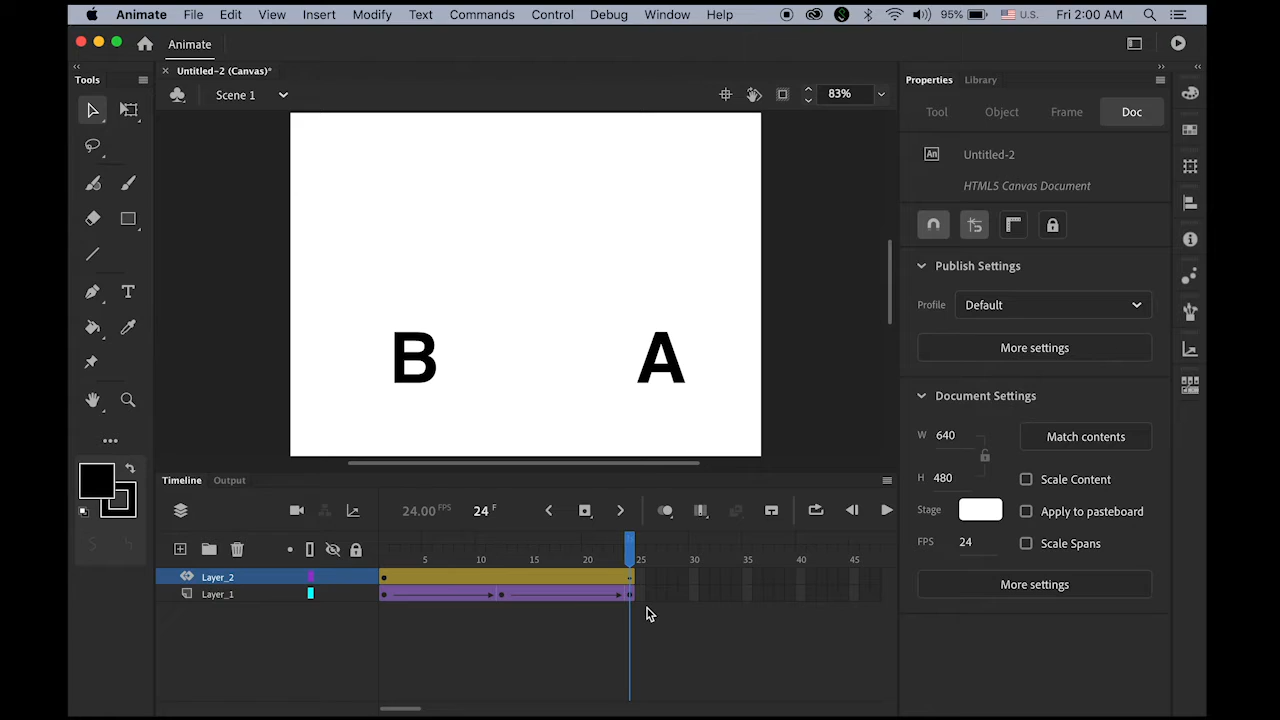 Animate File Edit View Insert Modify Text Commands Control Debug Window Help 95% U.S. Fri 2:00 AM
Animate
Tools
Untitled-2 (Canvas)*
Scene 1
83%
B A
Properties Library
Tool Object Frame Doc
An Untitled-2
HTML5 Canvas Document
Publish Settings
Profile Default
More settings
Document Settings
W 640 Match contents
H 480 Scale Content
Stage Apply to pasteboard
FPS 24 Scale Spans
More settings
Timeline Output
24.00 FPS 24 F
5 10 15 20 25 30 35 40 45
Layer_2
Layer_1